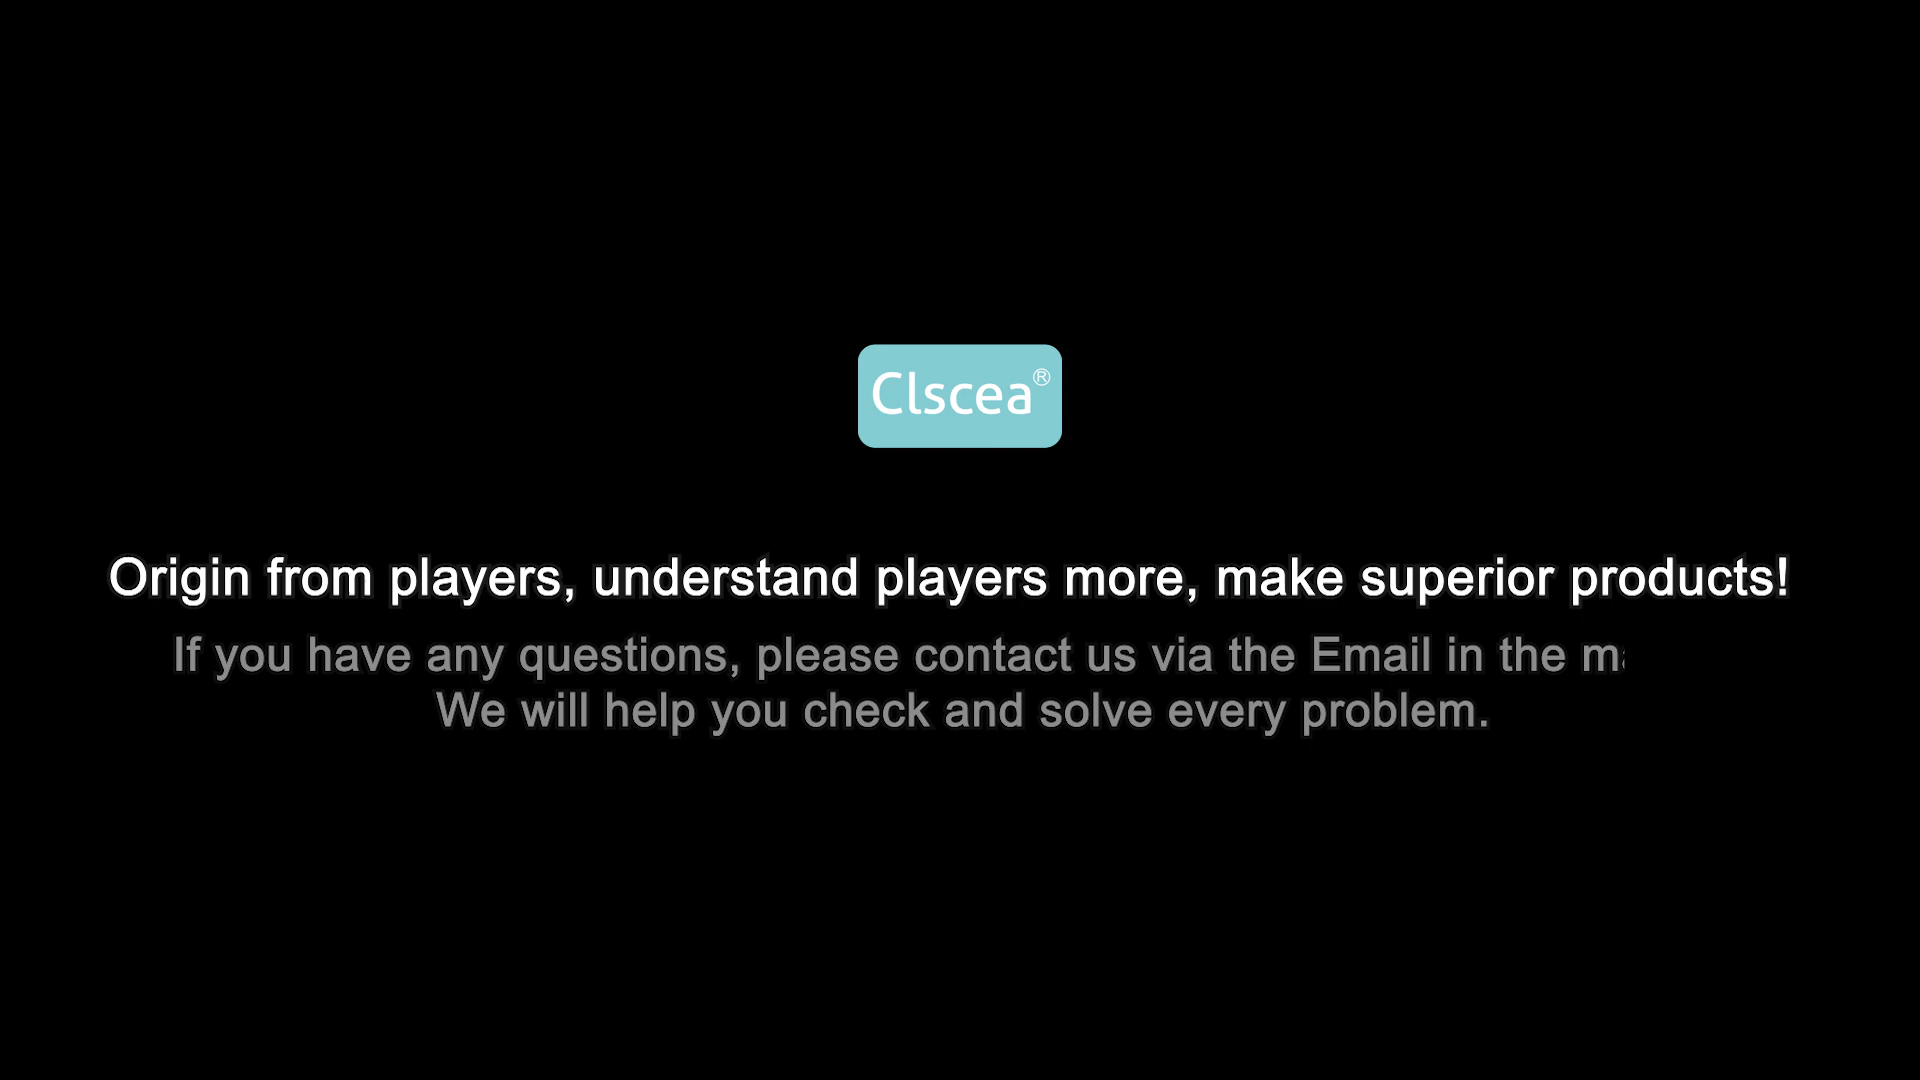 Clscea®
Origin from players, understand players more, make superior products!
If you have any questions, please contact us via the Email in the
We will help you check and solve every problem.